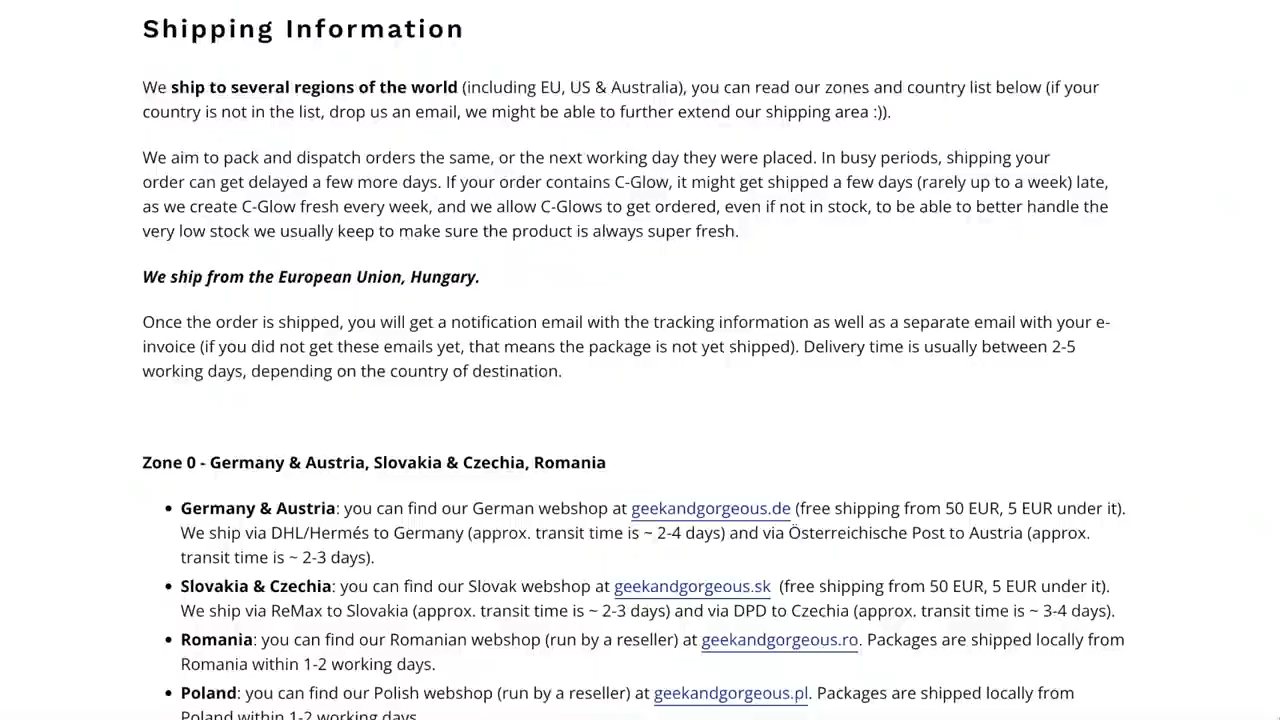 Shipping Information
We ship to several regions of the world (including EU, US & Australia), you can read our zones and country list below (if your
country is not in the list, drop us an email, we might be able to further extend our shipping area :)).
We aim to pack and dispatch orders the same, or the next working day they were placed. In busy periods, shipping your
order can get delayed a few more days. If your order contains C-Glow, it might get shipped a few days (rarely up to a week) late,
as we create C-Glow fresh every week, and we allow C-Glows to get ordered, even if not in stock, to be able to better handle the
very low stock we usually keep to make sure the product is always super fresh.
We ship from the European Union, Hungary.
Once the order is shipped, you will get a notification email with the tracking information as well as a separate email with your e-
invoice (if you did not get these emails yet, that means the package is not yet shipped). Delivery time is usually between 2-5
working days, depending on the country of destination.
Zone 0 - Germany & Austria, Slovakia & Czechia, Romania
• Germany & Austria: you can find our German webshop at geekandgorgeous.de (free shipping from 50 EUR, 5 EUR under it).
We ship via DHL/Hermés to Germany (approx. transit time is ~ 2-4 days) and via Österreichische Post to Austria (approx.
transit time is ~ 2-3 days).
• Slovakia & Czechia: you can find our Slovak webshop at geekandgorgeous.sk (free shipping from 50 EUR, 5 EUR under it).
We ship via ReMax to Slovakia (approx. transit time is ~ 2-3 days) and via DPD to Czechia (approx. transit time is ~ 3-4 days).
• Romania: you can find our Romanian webshop (run by a reseller) at geekandgorgeous.ro. Packages are shipped locally from
Romania within 1-2 working days.
• Poland: you can find our Polish webshop (run by a reseller) at geekandgorgeous.pl. Packages are shipped locally from
Poland within 1-2 working days